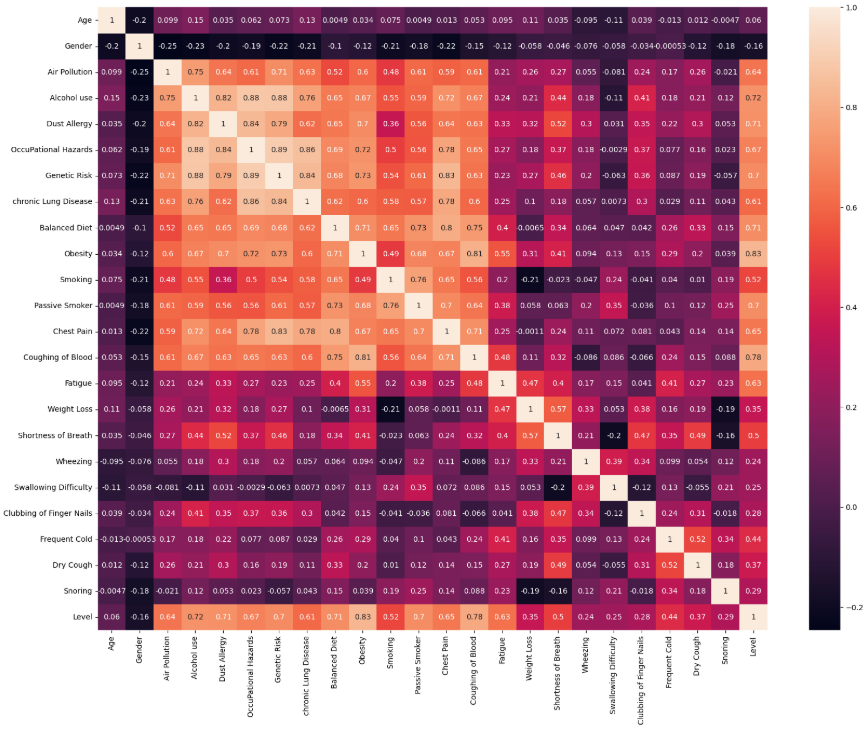 Age 1 -0.2 0.099 0.15 0.035 0.062 0.073 0.13 0.0049 0.034 0.075 0.0049 0.013 0.053 0.095 0.11 0.035 -0.095 -0.11 0.039 -0.013 0.012 -0.0047 0.06
Gender -0.2 1 -0.25 -0.23 -0.2 -0.19 -0.22 -0.21 -0.1 -0.12 -0.21 -0.18 -0.22 -0.15 -0.12 -0.058 -0.046 -0.076 -0.058 -0.034 -0.00053 -0.12 -0.18 -0.16
Air Pollution 0.099 -0.25 1 0.75 0.64 0.61 0.71 0.63 0.52 0.6 0.48 0.61 0.59 0.61 0.21 0.26 0.27 0.055 -0.081 0.24 0.17 0.26 -0.021 0.64
Alcohol use 0.15 -0.23 0.75 1 0.82 0.88 0.88 0.76 0.65 0.67 0.55 0.59 0.72 0.67 0.24 0.21 0.44 0.18 -0.11 0.41 0.18 0.21 0.12 0.72
Dust Allergy 0.035 -0.2 0.64 0.82 1 0.84 0.79 0.62 0.65 0.7 0.36 0.56 0.64 0.63 0.33 0.32 0.52 0.3 0.031 0.35 0.22 0.3 0.053 0.71
OccuPational Hazards 0.062 -0.19 0.61 0.88 0.84 1 0.89 0.86 0.69 0.72 0.5 0.56 0.78 0.65 0.27 0.18 0.37 0.18 -0.0029 0.37 0.077 0.16 0.023 0.67
Genetic Risk 0.073 -0.22 0.71 0.88 0.79 0.89 1 0.84 0.68 0.73 0.54 0.61 0.83 0.63 0.23 0.27 0.46 0.2 -0.063 0.36 0.087 0.19 -0.057 0.7
chronic Lung Disease 0.13 -0.21 0.63 0.76 0.62 0.86 0.84 1 0.62 0.6 0.58 0.57 0.78 0.6 0.25 0.1 0.18 0.057 0.0073 0.3 0.029 0.11 0.043 0.61
Balanced Diet 0.0049 -0.1 0.52 0.65 0.65 0.69 0.68 0.62 1 0.71 0.65 0.73 0.8 0.75 0.4 -0.0065 0.34 0.064 0.047 0.042 0.26 0.33 0.15 0.71
Obesity 0.034 -0.12 0.6 0.67 0.7 0.72 0.73 0.6 0.71 1 0.49 0.68 0.67 0.81 0.55 0.31 0.41 0.094 0.13 0.15 0.29 0.2 0.039 0.83
Smoking 0.075 -0.21 0.48 0.55 0.36 0.5 0.54 0.58 0.65 0.49 1 0.76 0.65 0.56 0.2 -0.21 -0.023 -0.047 0.24 -0.041 0.04 0.01 0.19 0.52
Passive Smoker 0.0049 -0.18 0.61 0.59 0.56 0.56 0.61 0.57 0.73 0.68 0.76 1 0.7 0.64 0.38 0.058 0.063 0.2 0.35 -0.036 0.1 0.12 0.25 0.7
Chest Pain 0.013 -0.22 0.59 0.72 0.64 0.78 0.83 0.78 0.8 0.67 0.65 0.7 1 0.71 0.25 -0.0011 0.24 0.11 0.072 0.081 0.043 0.14 0.14 0.65
Coughing of Blood 0.053 -0.15 0.61 0.67 0.63 0.65 0.63 0.6 0.75 0.81 0.56 0.64 0.71 1 0.48 0.11 0.32 -0.086 0.086 -0.066 0.24 0.15 0.088 0.78
Fatigue 0.095 -0.12 0.21 0.24 0.33 0.27 0.23 0.25 0.4 0.55 0.2 0.38 0.25 0.48 1 0.47 0.4 0.17 0.15 0.041 0.41 0.27 0.23 0.63
Weight Loss 0.11 -0.058 0.26 0.21 0.32 0.18 0.27 0.1 -0.0065 0.31 -0.21 0.058 -0.0011 0.11 0.47 1 0.57 0.33 0.053 0.38 0.16 0.19 -0.19 0.35
Shortness of Breath 0.035 -0.046 0.27 0.44 0.52 0.37 0.46 0.18 0.34 0.41 -0.023 0.063 0.24 0.32 0.4 0.57 1 0.21 -0.2 0.47 0.35 0.49 -0.16 0.5
Wheezing -0.095 -0.076 0.055 0.18 0.3 0.18 0.2 0.057 0.064 0.094 -0.047 0.2 0.11 -0.086 0.17 0.33 0.21 1 0.39 0.34 0.099 0.054 0.12 0.24
Swallowing Difficulty -0.11 -0.058 -0.081 -0.11 0.031 -0.0029 -0.063 0.0073 0.047 0.13 0.24 0.35 0.072 0.086 0.15 0.053 -0.2 0.39 1 -0.12 0.13 -0.055 0.21 0.25
Clubbing of Finger Nails 0.039 -0.034 0.24 0.41 0.35 0.37 0.36 0.3 0.042 0.15 -0.041 -0.036 0.081 -0.066 0.041 0.38 0.47 0.34 -0.12 1 0.24 0.31 -0.018 0.28
Frequent Cold -0.013 -0.00053 0.17 0.18 0.22 0.077 0.087 0.029 0.26 0.29 0.04 0.1 0.043 0.24 0.41 0.16 0.35 0.099 0.13 0.24 1 0.52 0.34 0.44
Dry Cough 0.012 -0.12 0.26 0.21 0.3 0.16 0.19 0.11 0.33 0.2 0.01 0.12 0.14 0.15 0.27 0.19 0.49 0.054 -0.055 0.31 0.52 1 0.18 0.37
Snoring -0.0047 -0.18 -0.021 0.12 0.053 0.023 -0.057 0.043 0.15 0.039 0.19 0.25 0.14 0.088 0.23 -0.19 -0.16 0.12 0.21 -0.018 0.34 0.18 1 0.29
Level 0.06 -0.16 0.64 0.72 0.71 0.67 0.7 0.61 0.71 0.83 0.52 0.7 0.65 0.78 0.63 0.35 0.5 0.24 0.25 0.28 0.44 0.37 0.29 1
Age
Gender
Air Pollution
Alcohol use
Dust Allergy
OccuPational Hazards
Genetic Risk
chronic Lung Disease
Balanced Diet
Obesity
Smoking
Passive Smoker
Chest Pain
Coughing of Blood
Fatigue
Weight Loss
Shortness of Breath
Wheezing
Swallowing Difficulty
Clubbing of Finger Nails
Frequent Cold
Dry Cough
Snoring
Level
1.0
0.8
0.6
0.4
0.2
0.0
−0.2